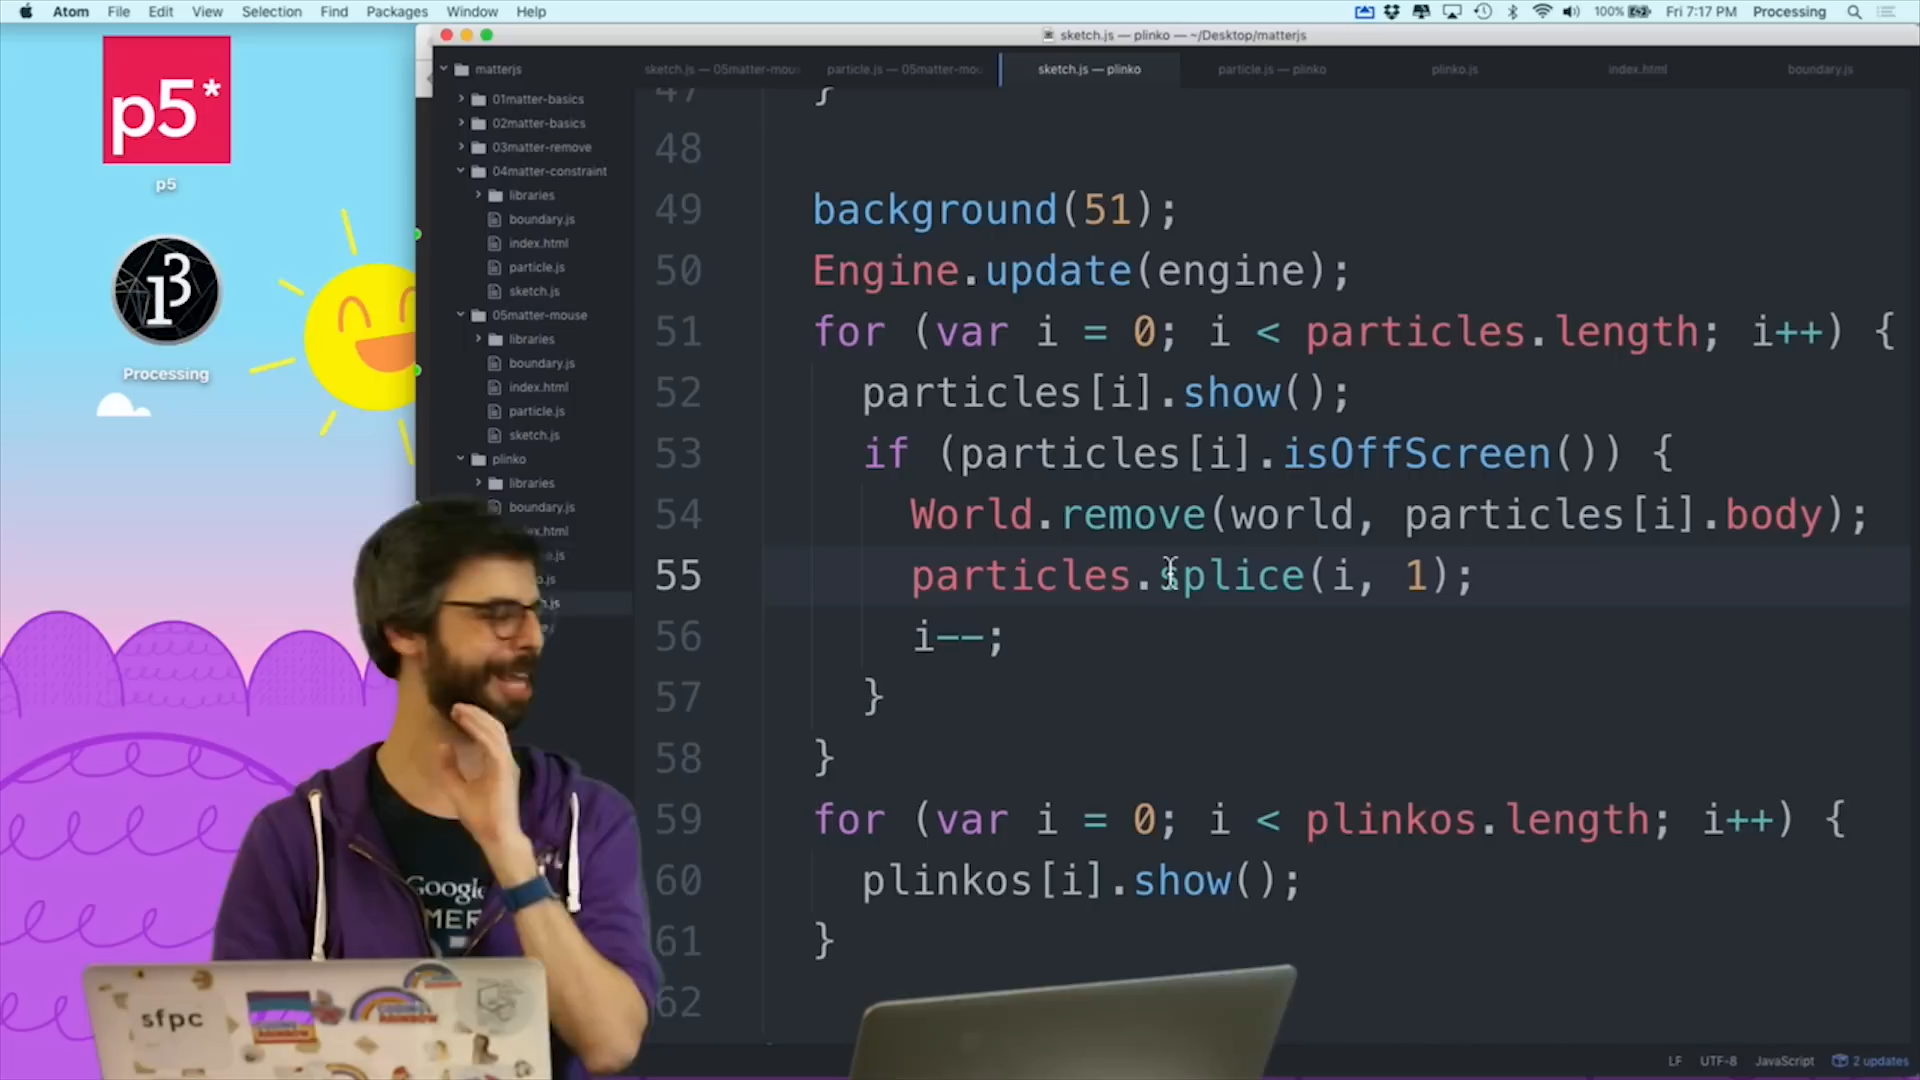 Atom File Edit View Selection Find Packages Window Help
100% Fri 7:17 PM Processing
sketch.js — plinko — ~/Desktop/matterjs
p5*
p5
Processing
matterjs
01matter-basics
02matter-basics
03matter-remove
04matter-constraint
libraries
boundary.js
index.html
particle.js
sketch.js
05matter-mouse
libraries
boundary.js
index.html
particle.js
sketch.js
plinko
libraries
boundary.js
sketch.js — 05matter-mou particle.js — 05matter-mou sketch.js — plinko particle.js — plinko plinko.js index.html boundary.js
47 }
48
49 background(51);
50 Engine.update(engine);
51 for (var i = 0; i < particles.length; i++) {
52 particles[i].show();
53 if (particles[i].isOffScreen()) {
54 World.remove(world, particles[i].body);
55 particles.splice(i, 1);
56 i--;
57 }
58 }
59 for (var i = 0; i < plinkos.length; i++) {
60 plinkos[i].show();
61 }
62
LF UTF-8 JavaScript 2 updates
Google
sfpc